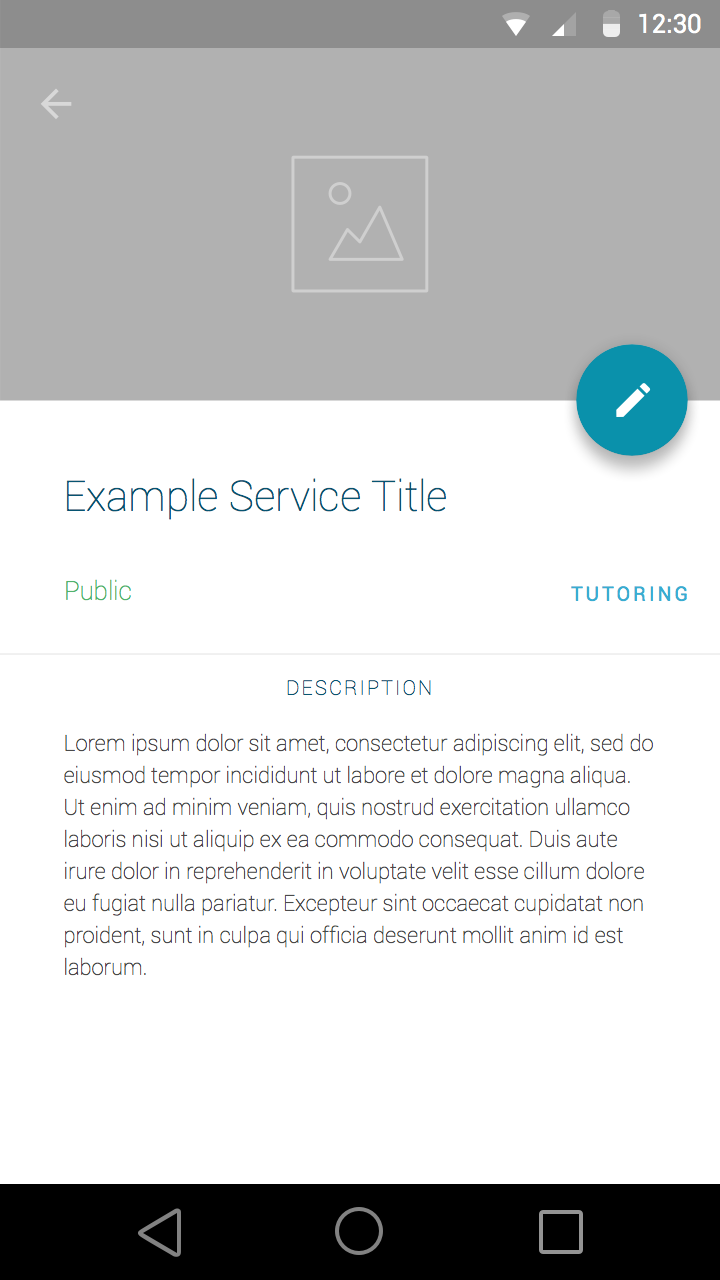 12:30
Example Service Title
Public
TUTORING
DESCRIPTION
Lorem ipsum dolor sit amet, consectetur adipiscing elit, sed do
eiusmod tempor incididunt ut labore et dolore magna aliqua.
Ut enim ad minim veniam, quis nostrud exercitation ullamco
laboris nisi ut aliquip ex ea commodo consequat. Duis aute
irure dolor in reprehenderit in voluptate velit esse cillum dolore
eu fugiat nulla pariatur. Excepteur sint occaecat cupidatat non
proident, sunt in culpa qui officia deserunt mollit anim id est
laborum.